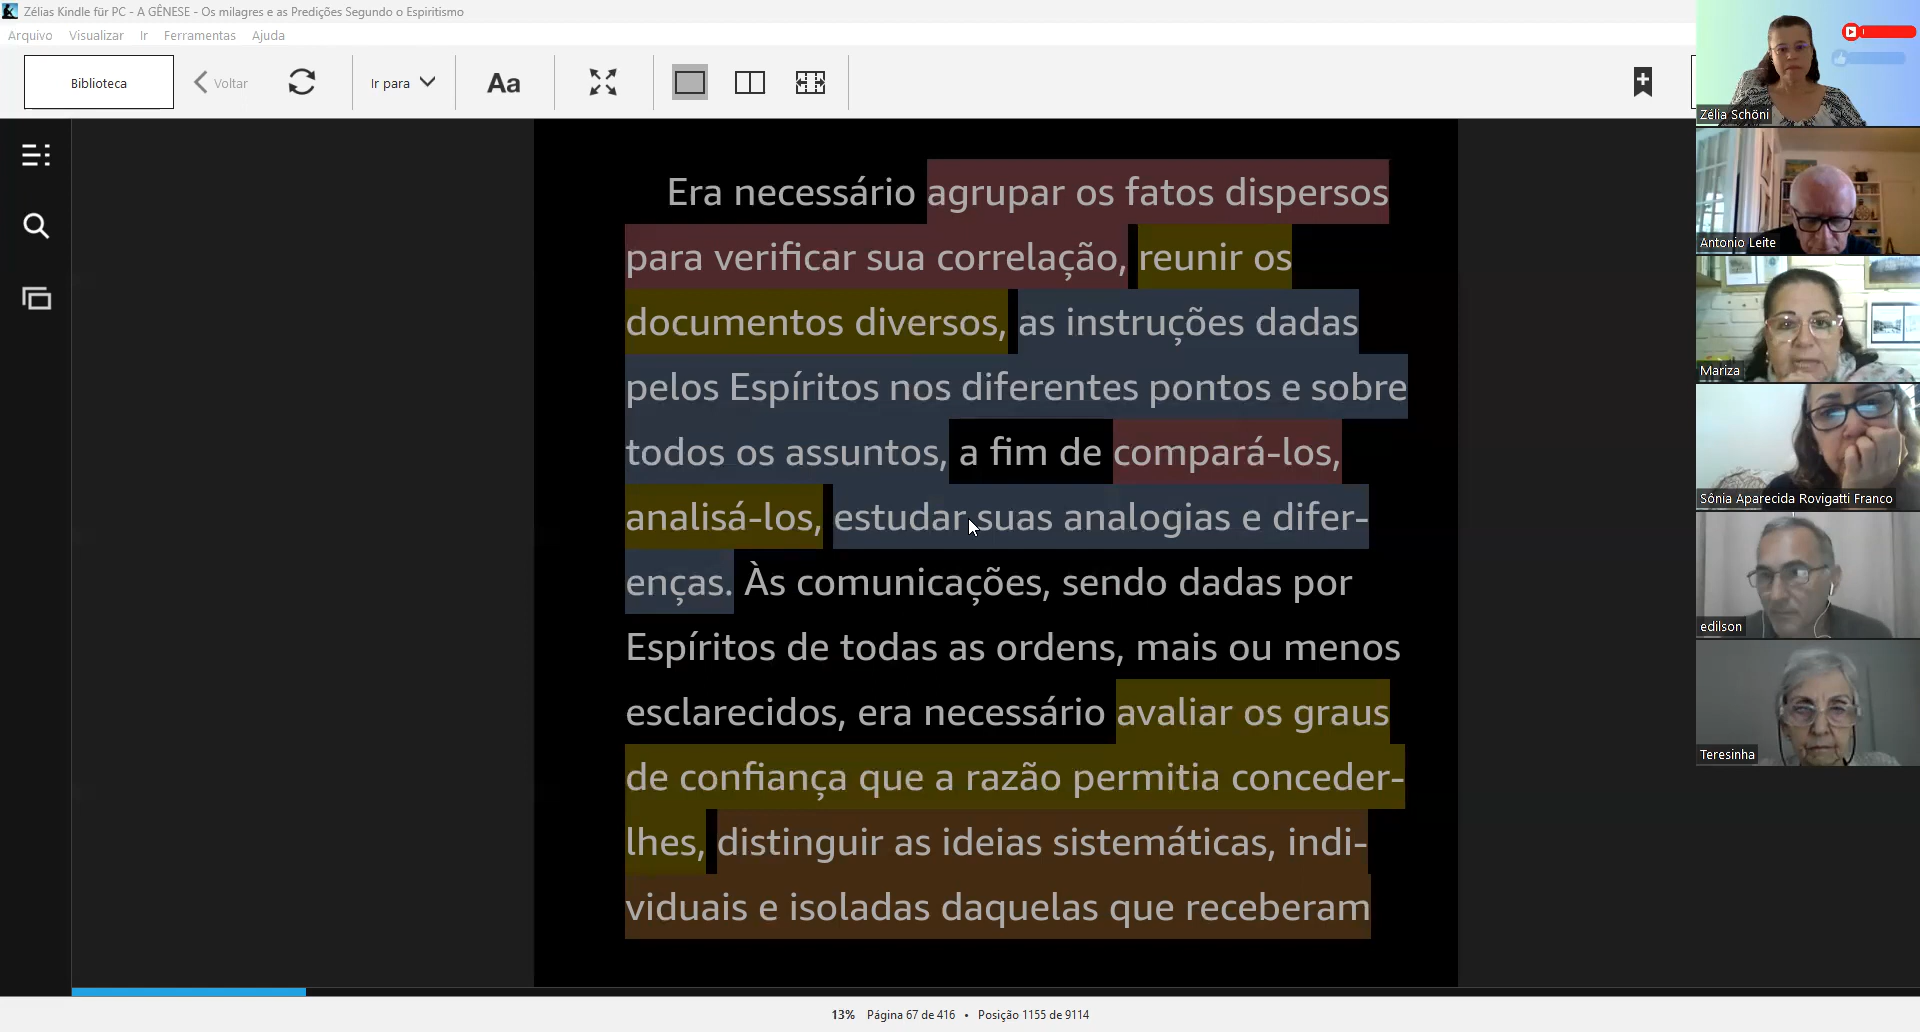 Zélias Kindle für PC - A GÊNESE - Os milagres e as Predições Segundo o Espiritismo
Arquivo Visualizar Ir Ferramentas Ajuda
Biblioteca
Voltar
Ir para
Aa
Era necessário agrupar os fatos dispersos
para verificar sua correlação, reunir os
documentos diversos, as instruções dadas
pelos Espíritos nos diferentes pontos e sobre
todos os assuntos, a fim de compará-los,
analisá-los, estudar suas analogias e difer-
enças. Às comunicações, sendo dadas por
Espíritos de todas as ordens, mais ou menos
esclarecidos, era necessário avaliar os graus
de confiança que a razão permitia conceder-
lhes, distinguir as ideias sistemáticas, indi-
viduais e isoladas daquelas que receberam
13% Página 67 de 416 • Posição 1155 de 9114
Zélia Schöni
Antonio Leite
Mariza
Sônia Aparecida Rovigatti Franco
edilson
Teresinha